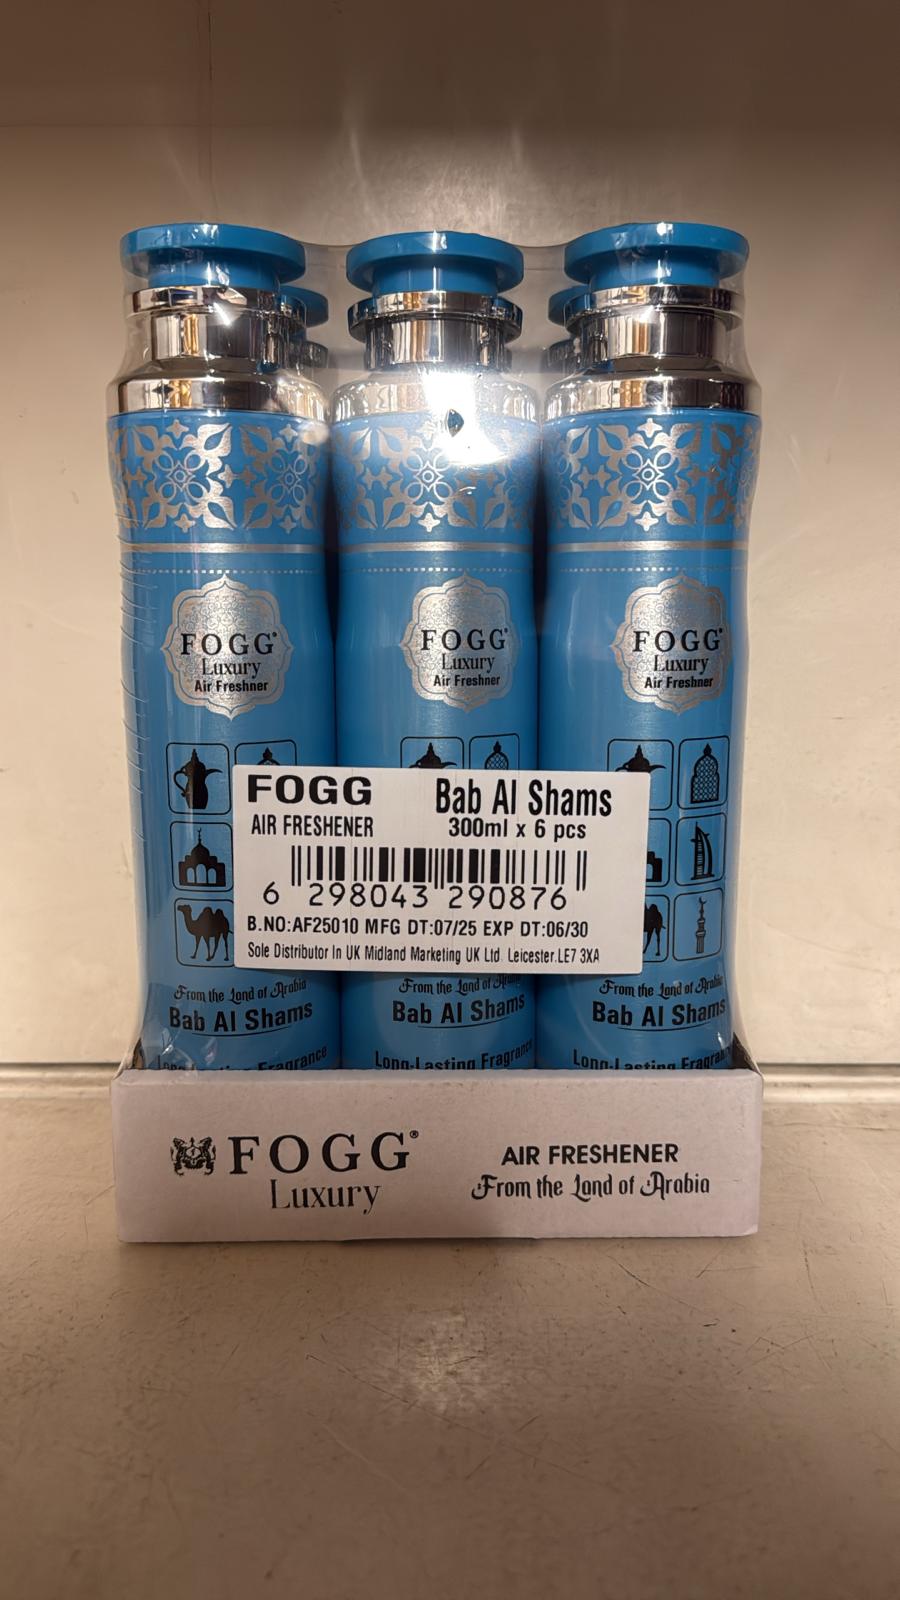 FOGG®
Luxury
Air Freshner
FOGG®
Luxury
Air Freshner
FOGG®
Luxury
Air Freshner
FOGG Bab Al Shams
AIR FRESHENER 300ml x 6 pcs
6 298043 290876
B.NO:AF25010 MFG DT:07/25 EXP DT:06/30
Sole Distributor In UK Midland Marketing UK Ltd. Leicester.LE7 3XA
From the Land of Arabia
Bab Al Shams
Fragrance
From the Land of Arabia
Bab Al Shams
Long-Lasting Fragrance
From the Land of Arabia
Bab Al Shams
Long-Lasting Fragrance
FOGG®
Luxury
AIR FRESHENER
From the Land of Arabia